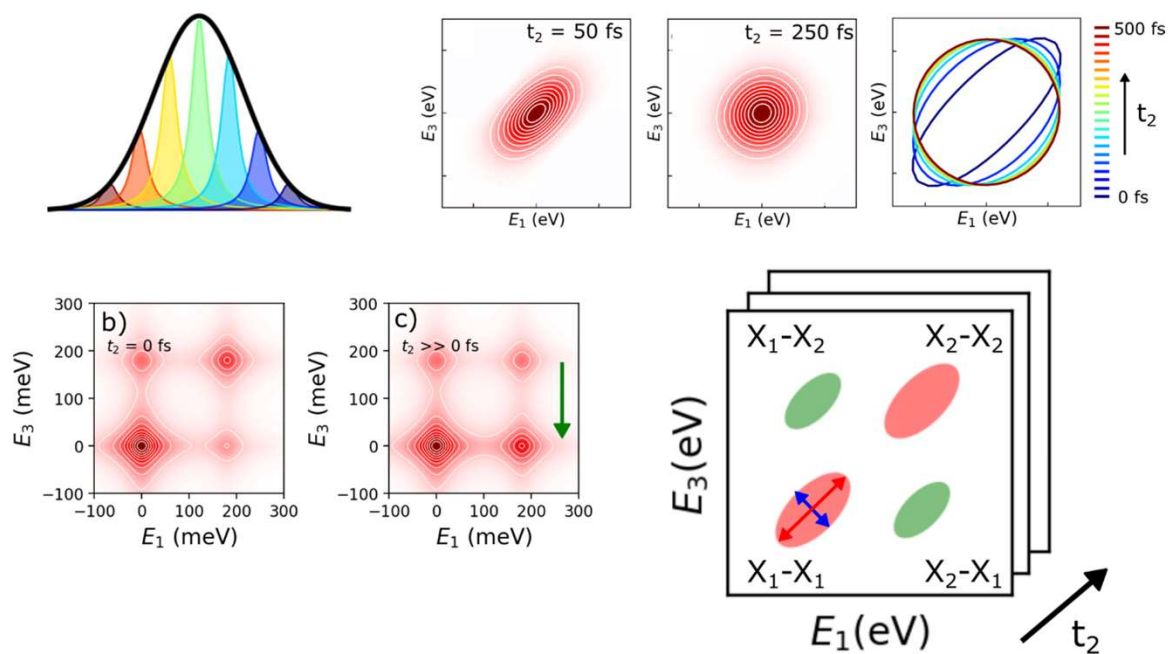 t₂ = 50 fs
E₃ (eV)
E₁ (eV)
t₂ = 250 fs
E₃ (eV)
E₁ (eV)
E₃ (eV)
E₁ (eV)
500 fs
t₂
0 fs
b)
t₂ = 0 fs
300
200
100
0
−100
E₃ (meV)
−100 0 100 200 300
E₁ (meV)
c)
t₂ >> 0 fs
300
200
100
0
−100
E₃ (meV)
−100 0 100 200 300
E₁ (meV)
X₁-X₂ X₂-X₂
E₃(eV)
X₁-X₁ X₂-X₁
E₁(eV)
t₂